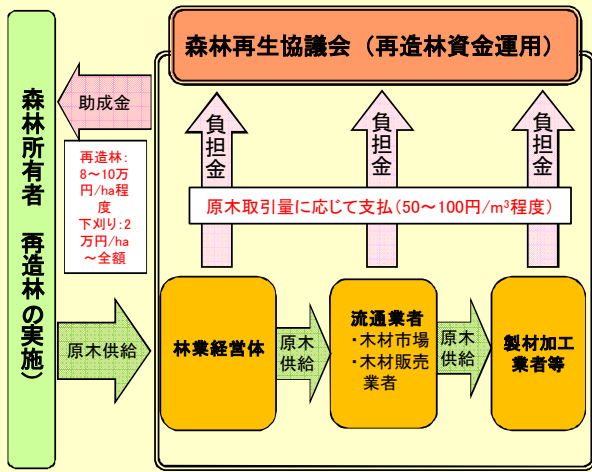 森林再生協議会（再造林資金運用）
森林所有者　再造林の実施）
助成金
再造林：
8～10万
円/ha程
度
下刈り：2
万円/ha
～全額
負担金
負担金
負担金
原木取引量に応じて支払（50～100円/m³程度）
原木供給
林業経営体
原木
供給
流通業者
・木材市場
・木材販売
業者
原木
供給
製材加工
業者等